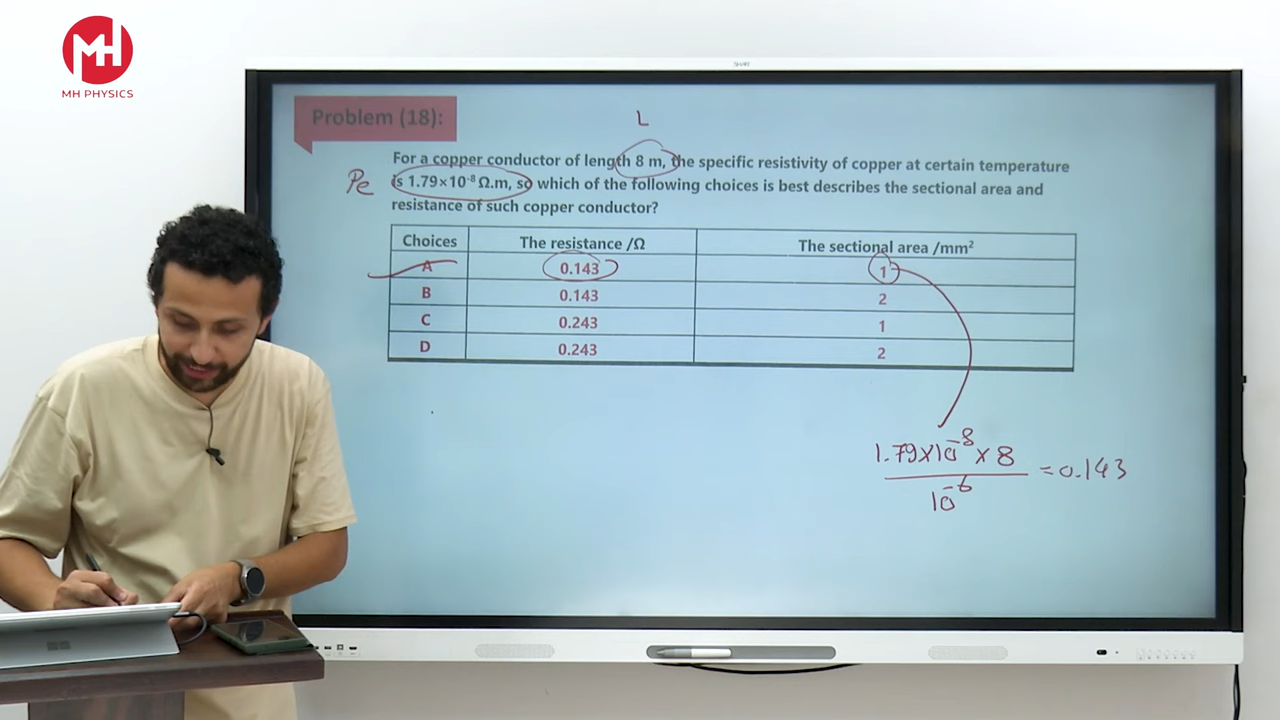 MH
MH PHYSICS
SMART
Problem (18):
L
For a copper conductor of length 8 m, the specific resistivity of copper at certain temperature
Pe is 1.79×10⁻⁸ Ω.m, so which of the following choices is best describes the sectional area and
resistance of such copper conductor?
Choices The resistance /Ω The sectional area /mm²
A 0.143 1
B 0.143 2
C 0.243 1
D 0.243 2
1.79×10⁻⁸ × 8
10⁻⁶
=0.143